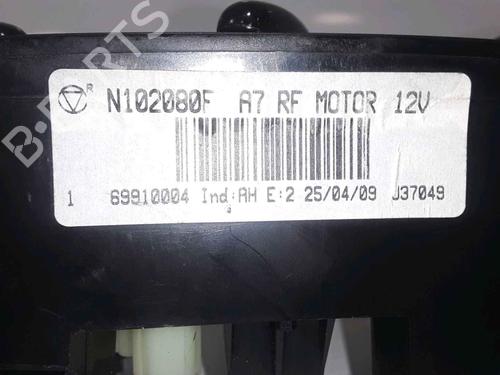 R N102080F A7 RF MOTOR 12V
1 69910004 Ind:AH E:2 25/04/09 J37049
B-PARTS